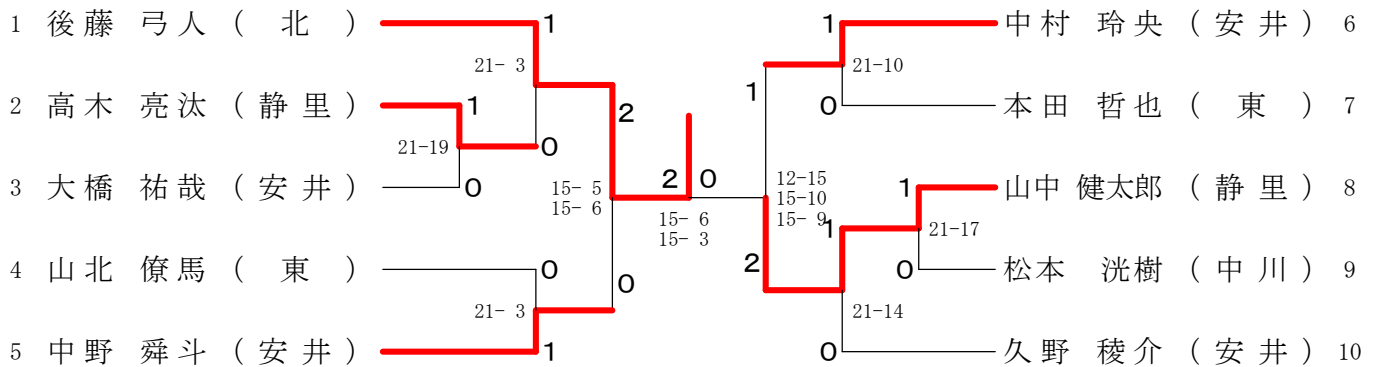 1 後藤 弓人 ( 北 ) 1 1 中村 玲央 ( 安井 ) 6
21- 3 21-10
2 高木 亮汰 ( 静里 ) 1 2 1 0 本田 哲也 ( 東 ) 7
21-19 0
3 大橋 祐哉 ( 安井 ) 0 15- 5 2 0 12-15 1 山中 健太郎 ( 静里 ) 8
15- 6 15- 6 15-10
15- 3 15- 9 1 21-17
4 山北 僚馬 ( 東 ) 0 0 2 0 松本 洸樹 ( 中川 ) 9
21- 3 21-14
5 中野 舜斗 ( 安井 ) 1 0 久野 稜介 ( 安井 ) 10